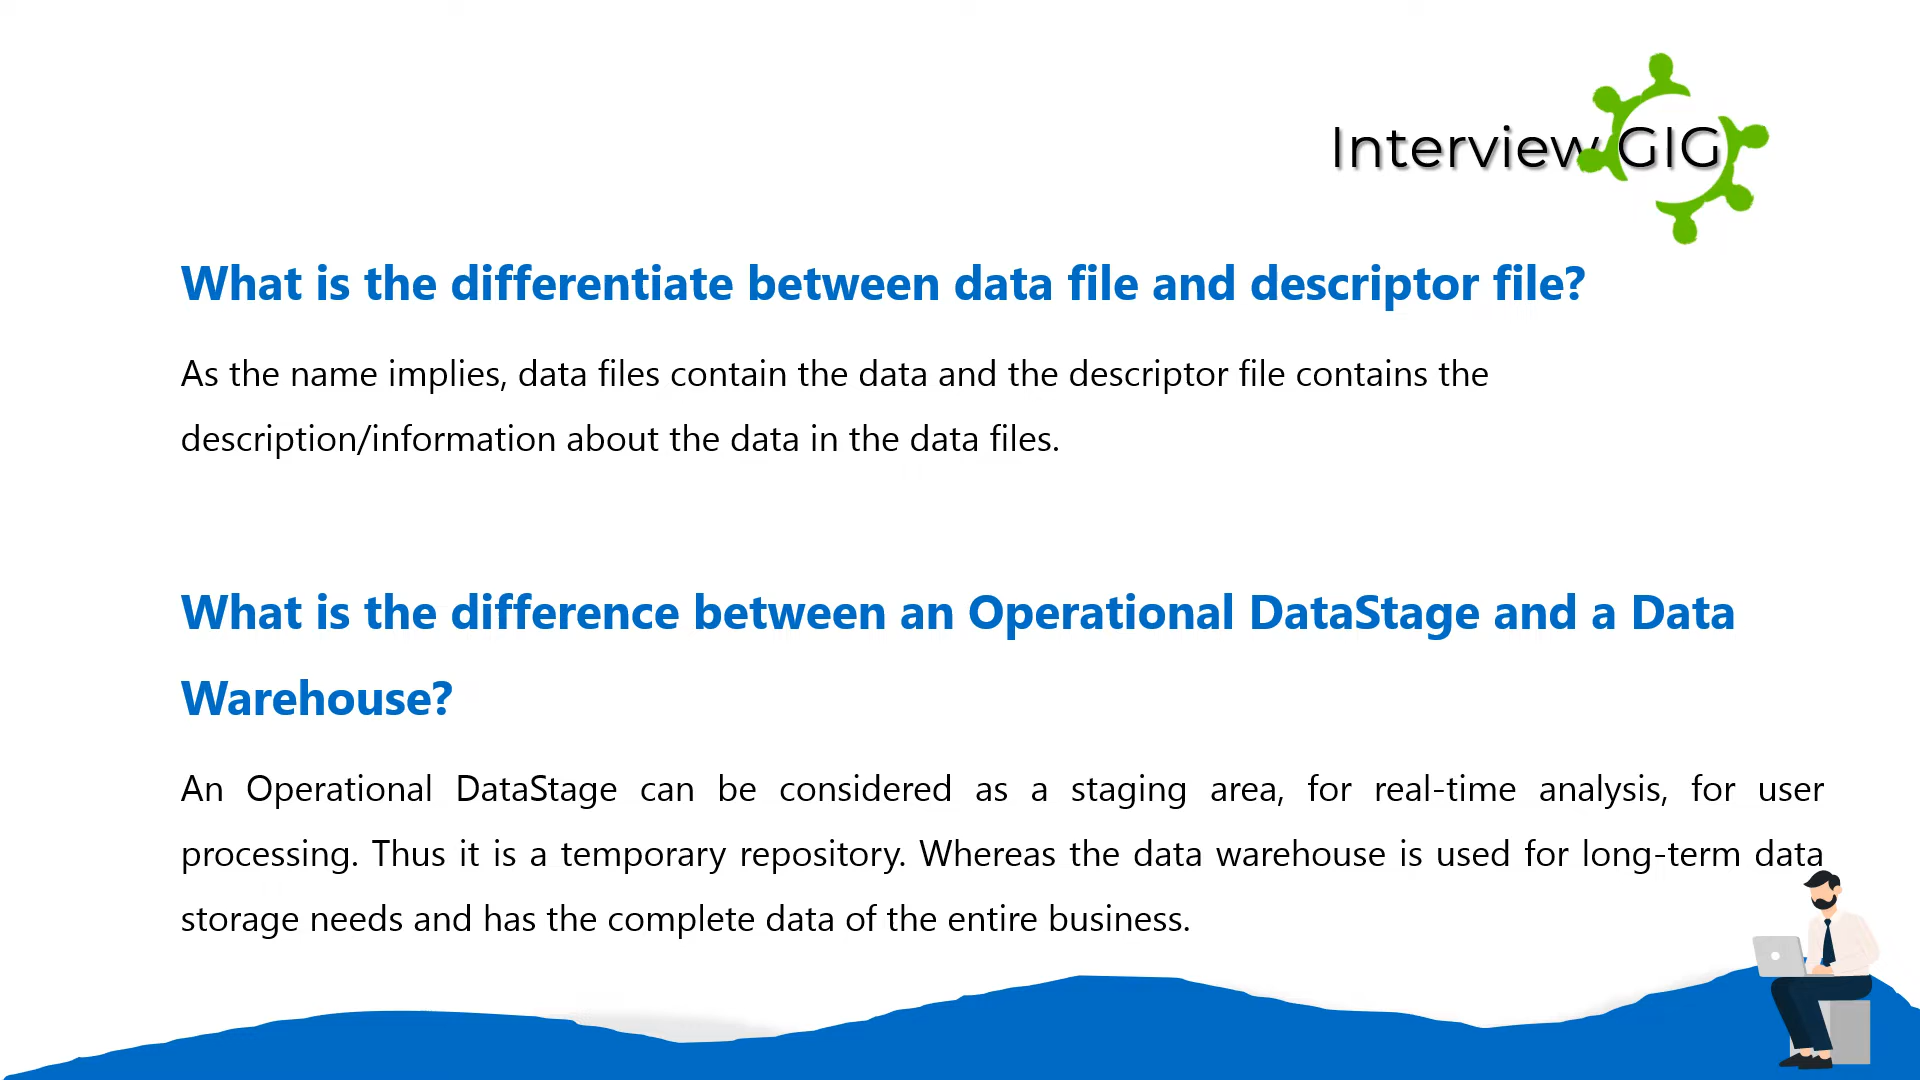 Interview GIG
What is the differentiate between data file and descriptor file?
As the name implies, data files contain the data and the descriptor file contains the
description/information about the data in the data files.
What is the difference between an Operational DataStage and a Data
Warehouse?
An Operational DataStage can be considered as a staging area, for real-time analysis, for user
processing. Thus it is a temporary repository. Whereas the data warehouse is used for long-term data
storage needs and has the complete data of the entire business.